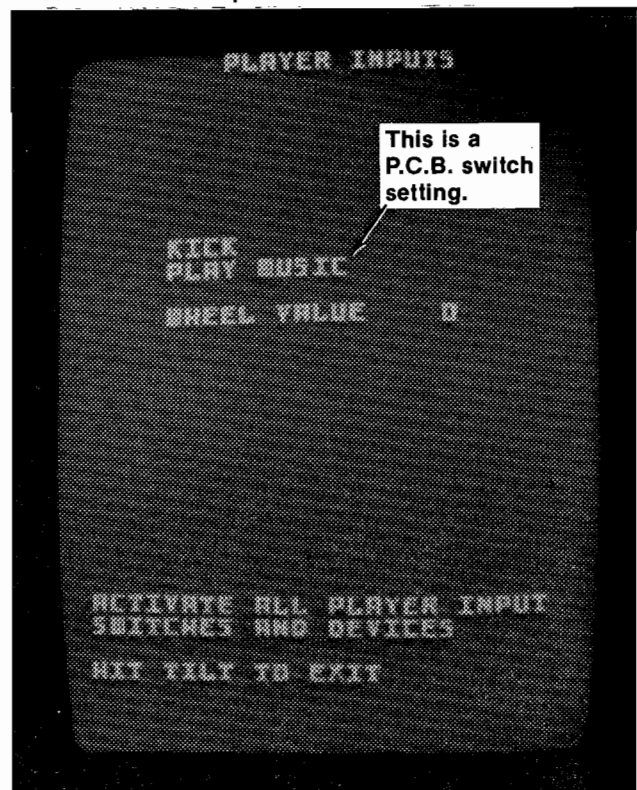 PLAYER INPUTS
This is a
P.C.B. switch
setting.
KICK
PLAY MUSIC
WHEEL VALUE 0
ACTIVATE ALL PLAYER INPUT
SWITCHES AND DEVICES
HIT TILT TO EXIT